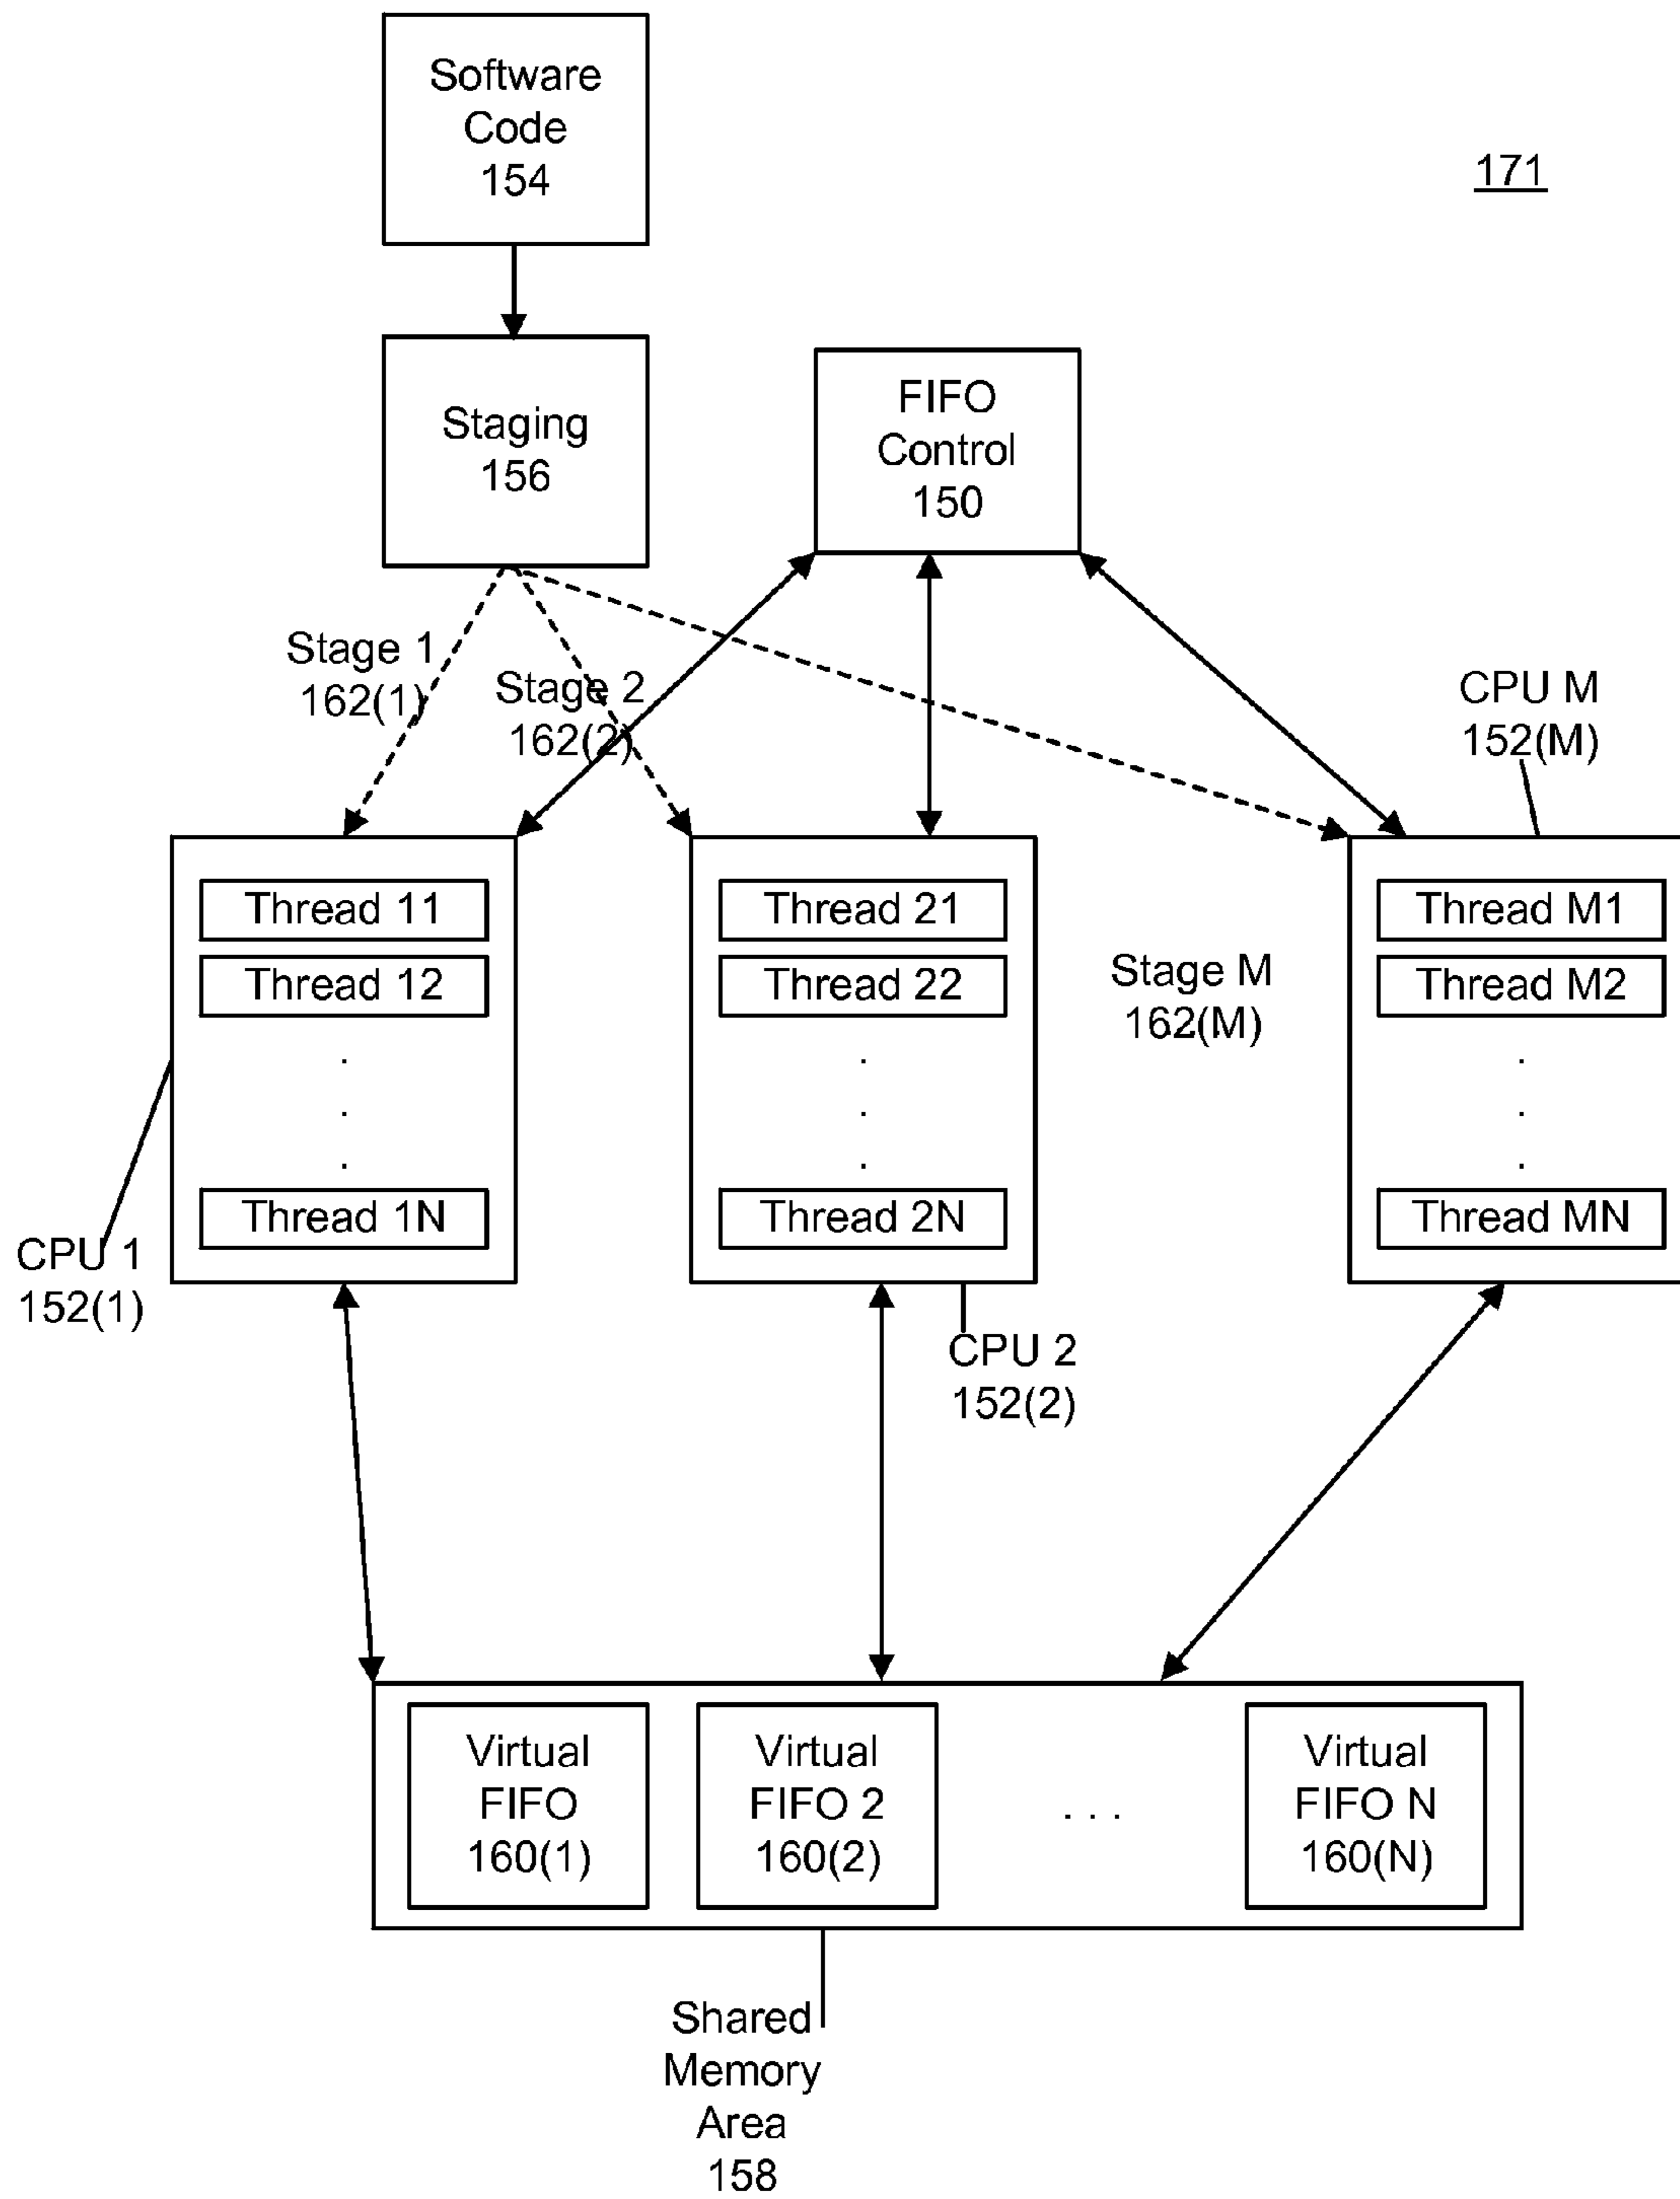 Software
Code
154
171
Staging
156
FIFO
Control
150
Stage 1
162(1)
Stage 2
162(2)
CPU M
152(M)
Thread 11
Thread 12
.
.
.
Thread 1N
CPU 1
152(1)
Thread 21
Thread 22
.
.
.
Thread 2N
CPU 2
152(2)
Stage M
162(M)
Thread M1
Thread M2
.
.
.
Thread MN
Virtual
FIFO
160(1)
Virtual
FIFO 2
160(2)
. . .
Virtual
FIFO N
160(N)
Shared
Memory
Area
158